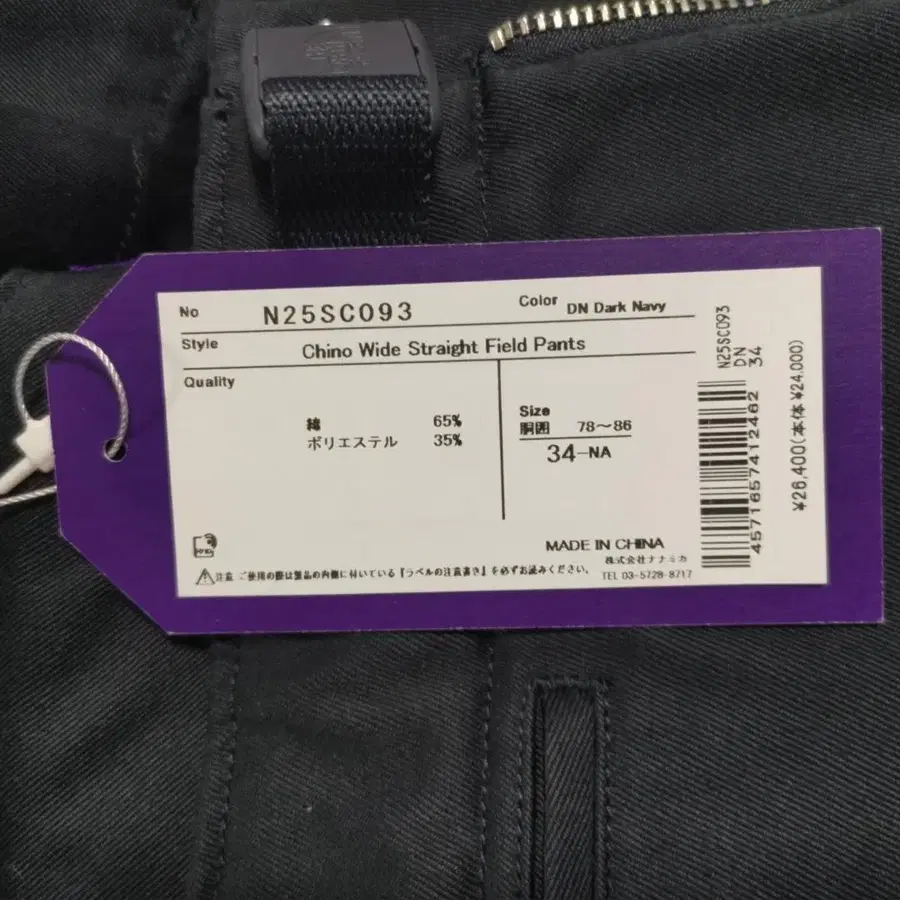 No N25SC093 Color DN Dark Navy
Style Chino Wide Straight Field Pants
Quality
綿 65%
ポリエステル 35%
Size
胴囲 78～86
34-NA
MADE IN CHINA
株式会社ナナミカ
⚠注意 ご使用の際は製品の内側に付いている『ラベルの注意書き』を必ずお読みください。 TEL 03-5728-8717
N25SC093
DN
34
4571657412462
¥26,400(本体 ¥24,000)